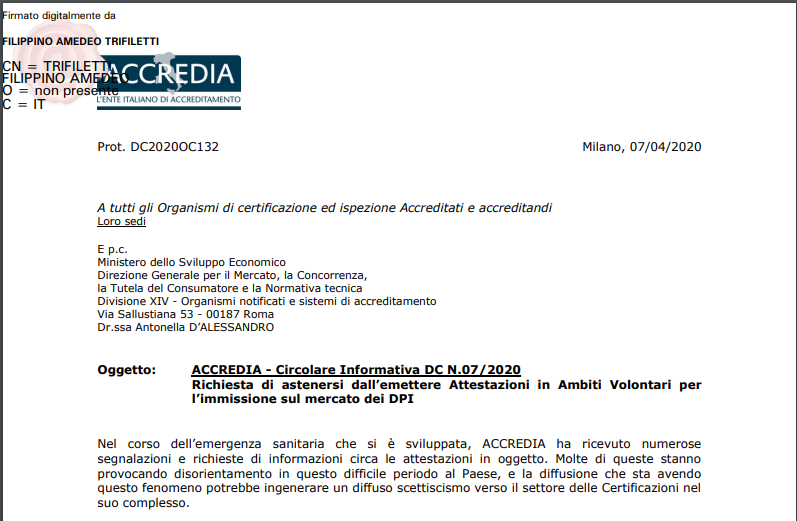 Firmato digitalmente da
FILIPPINO AMEDEO TRIFILETTI
CN = TRIFILETTI
FILIPPINO AMEDEO
O = non presente
C = IT
ACCREDIA
L'ENTE ITALIANO DI ACCREDITAMENTO
Prot. DC2020OC132 Milano, 07/04/2020
A tutti gli Organismi di certificazione ed ispezione Accreditati e accreditandi
Loro sedi
E p.c.
Ministero dello Sviluppo Economico
Direzione Generale per il Mercato, la Concorrenza,
la Tutela del Consumatore e la Normativa tecnica
Divisione XIV - Organismi notificati e sistemi di accreditamento
Via Sallustiana 53 - 00187 Roma
Dr.ssa Antonella D'ALESSANDRO
Oggetto: ACCREDIA - Circolare Informativa DC N.07/2020
Richiesta di astenersi dall'emettere Attestazioni in Ambiti Volontari per
l'immissione sul mercato dei DPI
Nel corso dell'emergenza sanitaria che si è sviluppata, ACCREDIA ha ricevuto numerose
segnalazioni e richieste di informazioni circa le attestazioni in oggetto. Molte di queste stanno
provocando disorientamento in questo difficile periodo al Paese, e la diffusione che sta avendo
questo fenomeno potrebbe ingenerare un diffuso scettiscismo verso il settore delle Certificazioni nel
suo complesso.